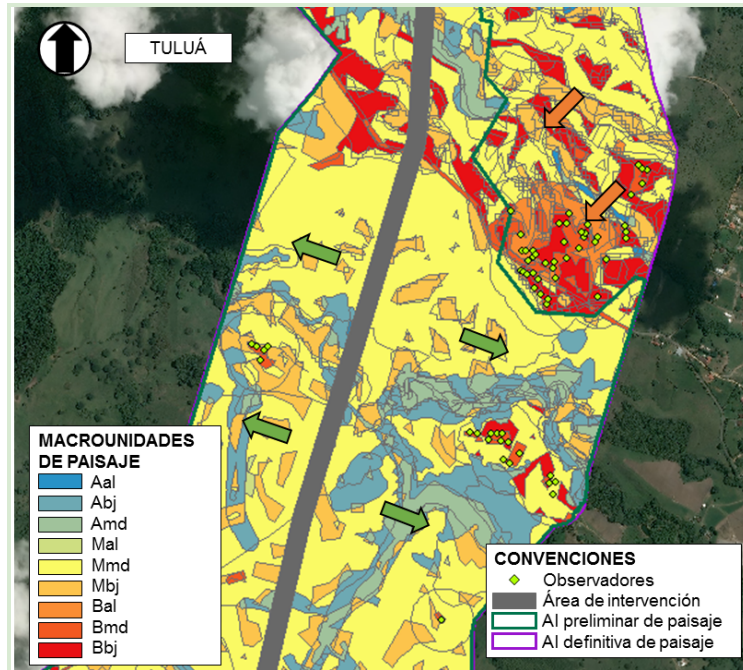 TULUÁ
MACROUNIDADES
DE PAISAJE
Aal
Abj
Amd
Mal
Mmd
Mbj
Bal
Bmd
Bbj
CONVENCIONES
Observadores
Área de intervención
AI preliminar de paisaje
AI definitiva de paisaje